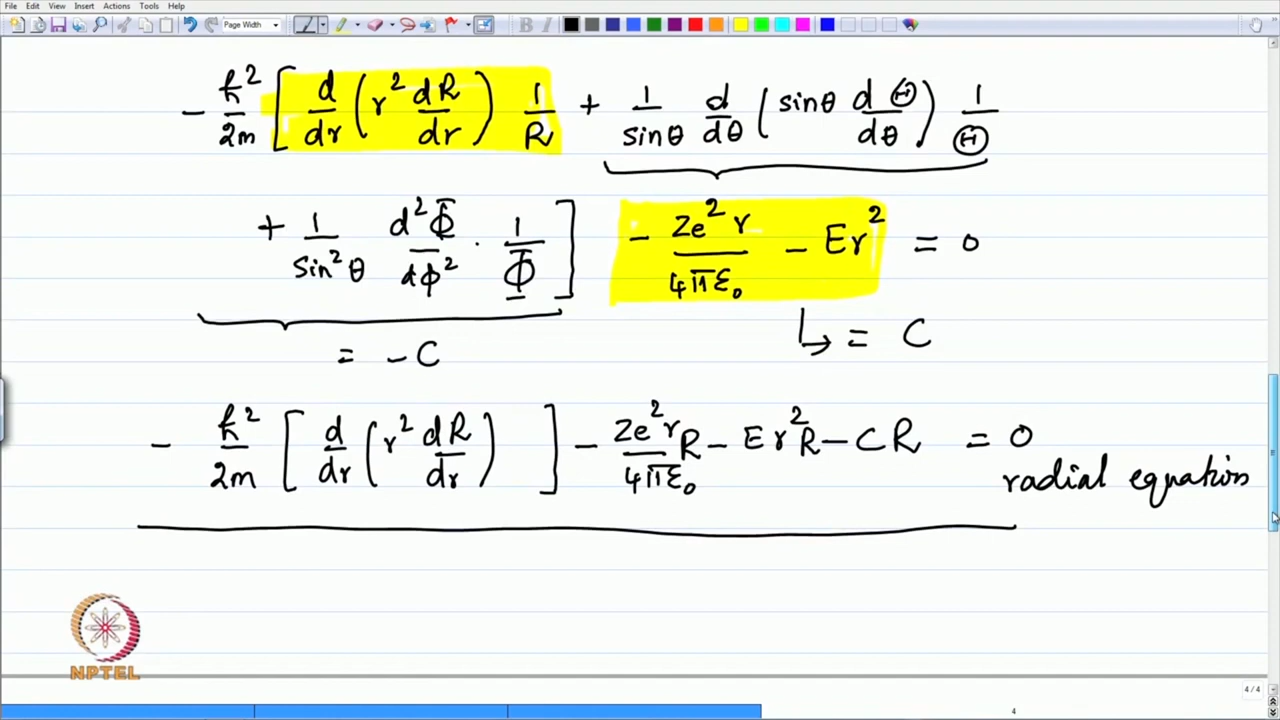 File Edit View Insert Actions Tools Help
Page Width
- ℏ²/2m [ d/dr ( r² dR/dr ) 1/R + 1/sinθ d/dθ ( sinθ dΘ/dθ ) 1/Θ
+ 1/sin²θ d²Φ/dϕ² · 1/Φ ] - Ze²r/4πε₀ - Er² = 0
= -C ↳ = C
- ℏ²/2m [ d/dr ( r² dR/dr ) ] - Ze²r/4πε₀ R - Er²R - CR = 0
radial equation
NPTEL
4/4
4